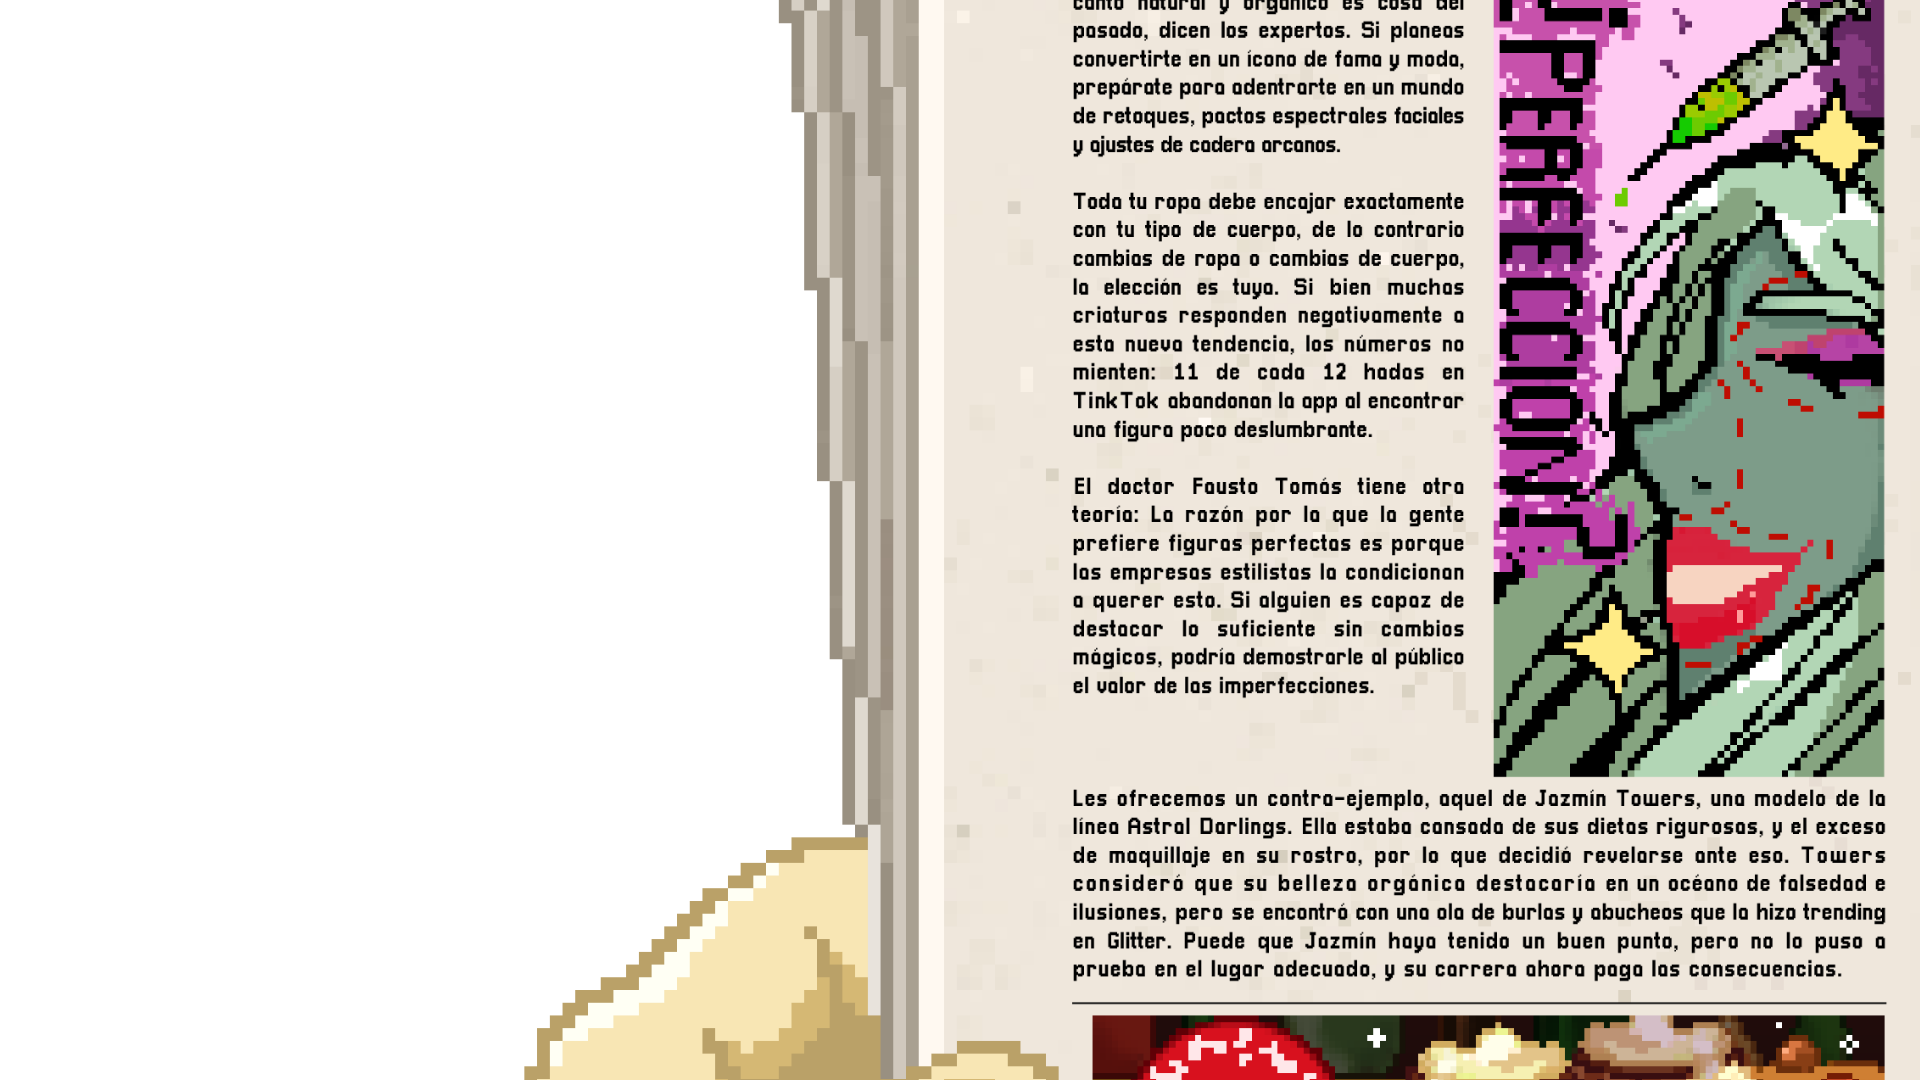 canto natural y orgánico es cosa del
pasado, dicen los expertos. Si planeas
convertirte en un ícono de fama y moda,
prepárate para adentrarte en un mundo
de retoques, pactos espectrales faciales
y ajustes de cadera arcanos.
Toda tu ropa debe encajar exactamente
con tu tipo de cuerpo, de lo contrario
cambias de ropa o cambias de cuerpo,
la elección es tuya. Si bien muchas
criaturas responden negativamente a
esta nueva tendencia, los números no
mienten: 11 de cada 12 hadas en
TinkTok abandonan la app al encontrar
una figura poco deslumbrante.
El doctor Fausto Tomás tiene otra
teoría: La razón por la que la gente
prefiere figuras perfectas es porque
las empresas estilistas la condicionan
a querer esto. Si alguien es capaz de
destacar lo suficiente sin cambios
mágicos, podría demostrarle al público
el valor de las imperfecciones.
PERFECCIÓN?
Les ofrecemos un contra-ejemplo, aquel de Jazmín Towers, una modelo de la
línea Astral Darlings. Ella estaba cansada de sus dietas rigurosas, y el exceso
de maquillaje en su rostro, por lo que decidió revelarse ante eso. Towers
consideró que su belleza orgánica destacaría en un océano de falsedad e
ilusiones, pero se encontró con una ola de burlas y abucheos que la hizo trending
en Glitter. Puede que Jazmín haya tenido un buen punto, pero no lo puso a
prueba en el lugar adecuado, y su carrera ahora paga las consecuencias.